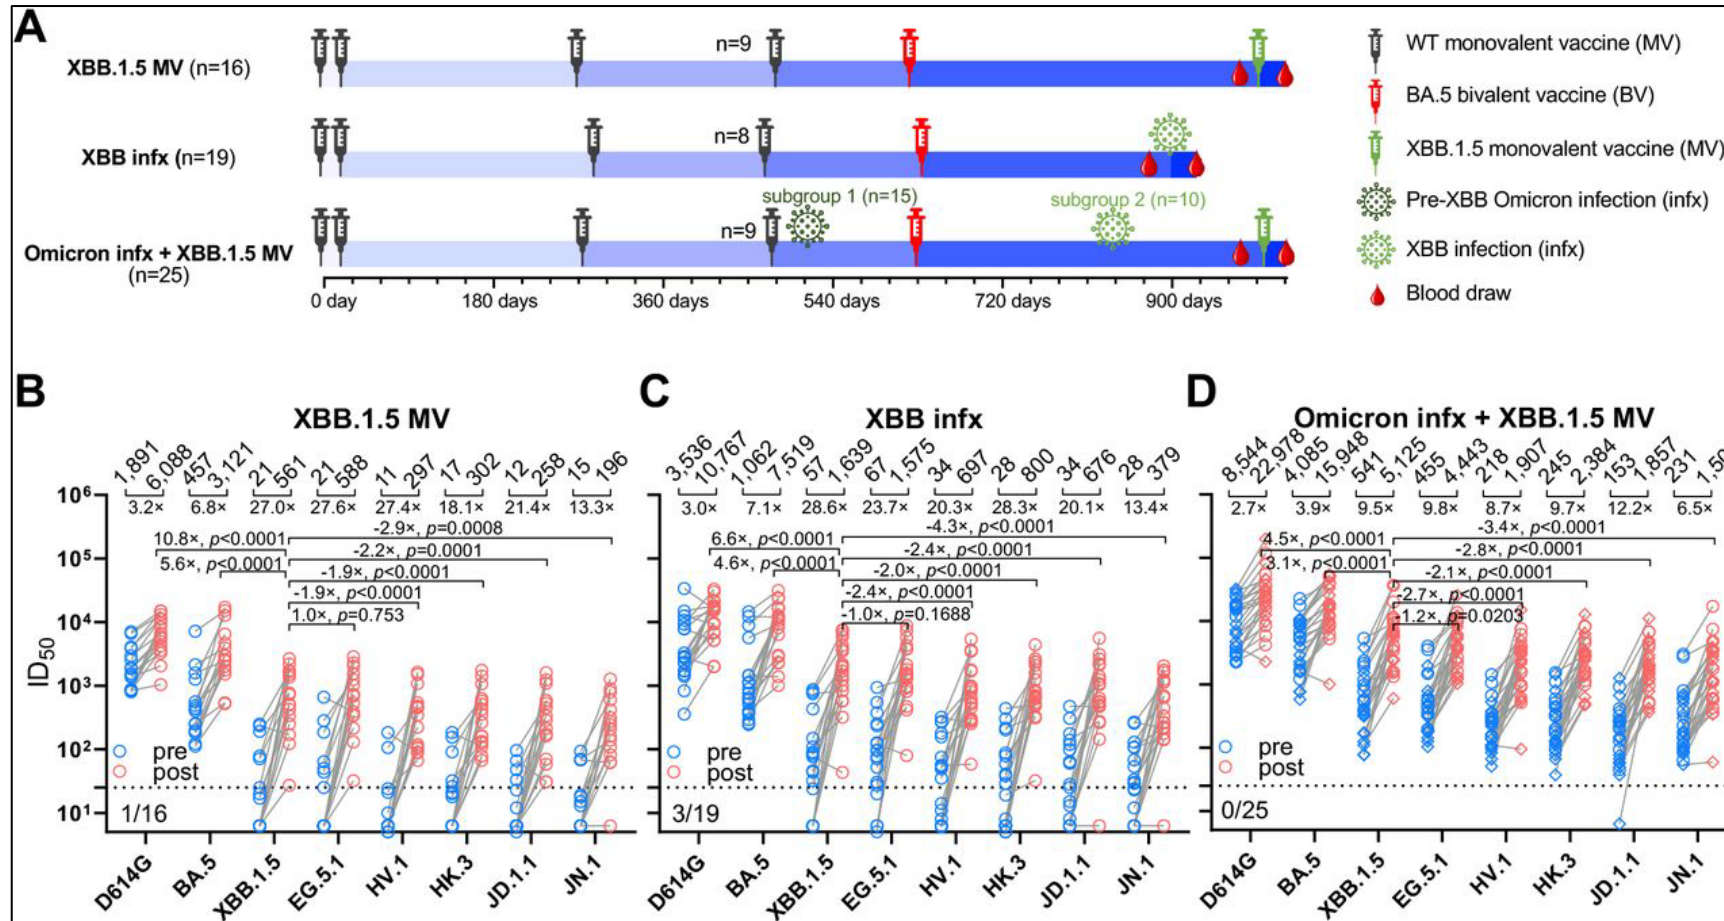 A
XBB.1.5 MV (n=16)
n=9
XBB infx (n=19)
n=8
subgroup 1 (n=15)
subgroup 2 (n=10)
Omicron infx + XBB.1.5 MV
(n=25)
n=9
0 day 180 days 360 days 540 days 720 days 900 days
WT monovalent vaccine (MV)
BA.5 bivalent vaccine (BV)
XBB.1.5 monovalent vaccine (MV)
Pre-XBB Omicron infection (infx)
XBB infection (infx)
Blood draw
B
XBB.1.5 MV
1,891 6,088 457 3,121 21 561 21 588 11 297 17 302 12 258 15 196
3.2× 6.8× 27.0× 27.6× 27.4× 18.1× 21.4× 13.3×
-2.9×, p=0.0008
10.8×, p<0.0001
-2.2×, p=0.0001
5.6×, p<0.0001
-1.9×, p<0.0001
-1.9×, p<0.0001
1.0×, p=0.753
ID50
10^6
10^5
10^4
10^3
10^2
10^1
pre
post
1/16
D614G BA.5 XBB.1.5 EG.5.1 HV.1 HK.3 JD.1.1 JN.1
C
XBB infx
3,536 10,767 1,062 7,519 57 1,639 67 1,575 34 697 28 800 34 676 28 379
3.0× 7.1× 28.6× 23.7× 20.3× 28.3× 20.1× 13.4×
-4.3×, p<0.0001
6.6×, p<0.0001
-2.4×, p<0.0001
4.6×, p<0.0001
-2.0×, p<0.0001
-2.4×, p<0.0001
-1.0×, p=0.1688
pre
post
3/19
D614G BA.5 XBB.1.5 EG.5.1 HV.1 HK.3 JD.1.1 JN.1
D
Omicron infx + XBB.1.5 MV
8,544 22,978 4,085 15,948 541 5,125 455 4,443 218 1,907 245 2,384 153 1,857 231
2.7× 3.9× 9.5× 9.8× 8.7× 9.7× 12.2× 6.5×
-3.4×, p<0.0001
4.5×, p<0.0001
-2.8×, p<0.0001
3.1×, p<0.0001
-2.1×, p<0.0001
-2.7×, p<0.0001
-1.2×, p=0.0203
pre
post
0/25
D614G BA.5 XBB.1.5 EG.5.1 HV.1 HK.3 JD.1.1 JN.1